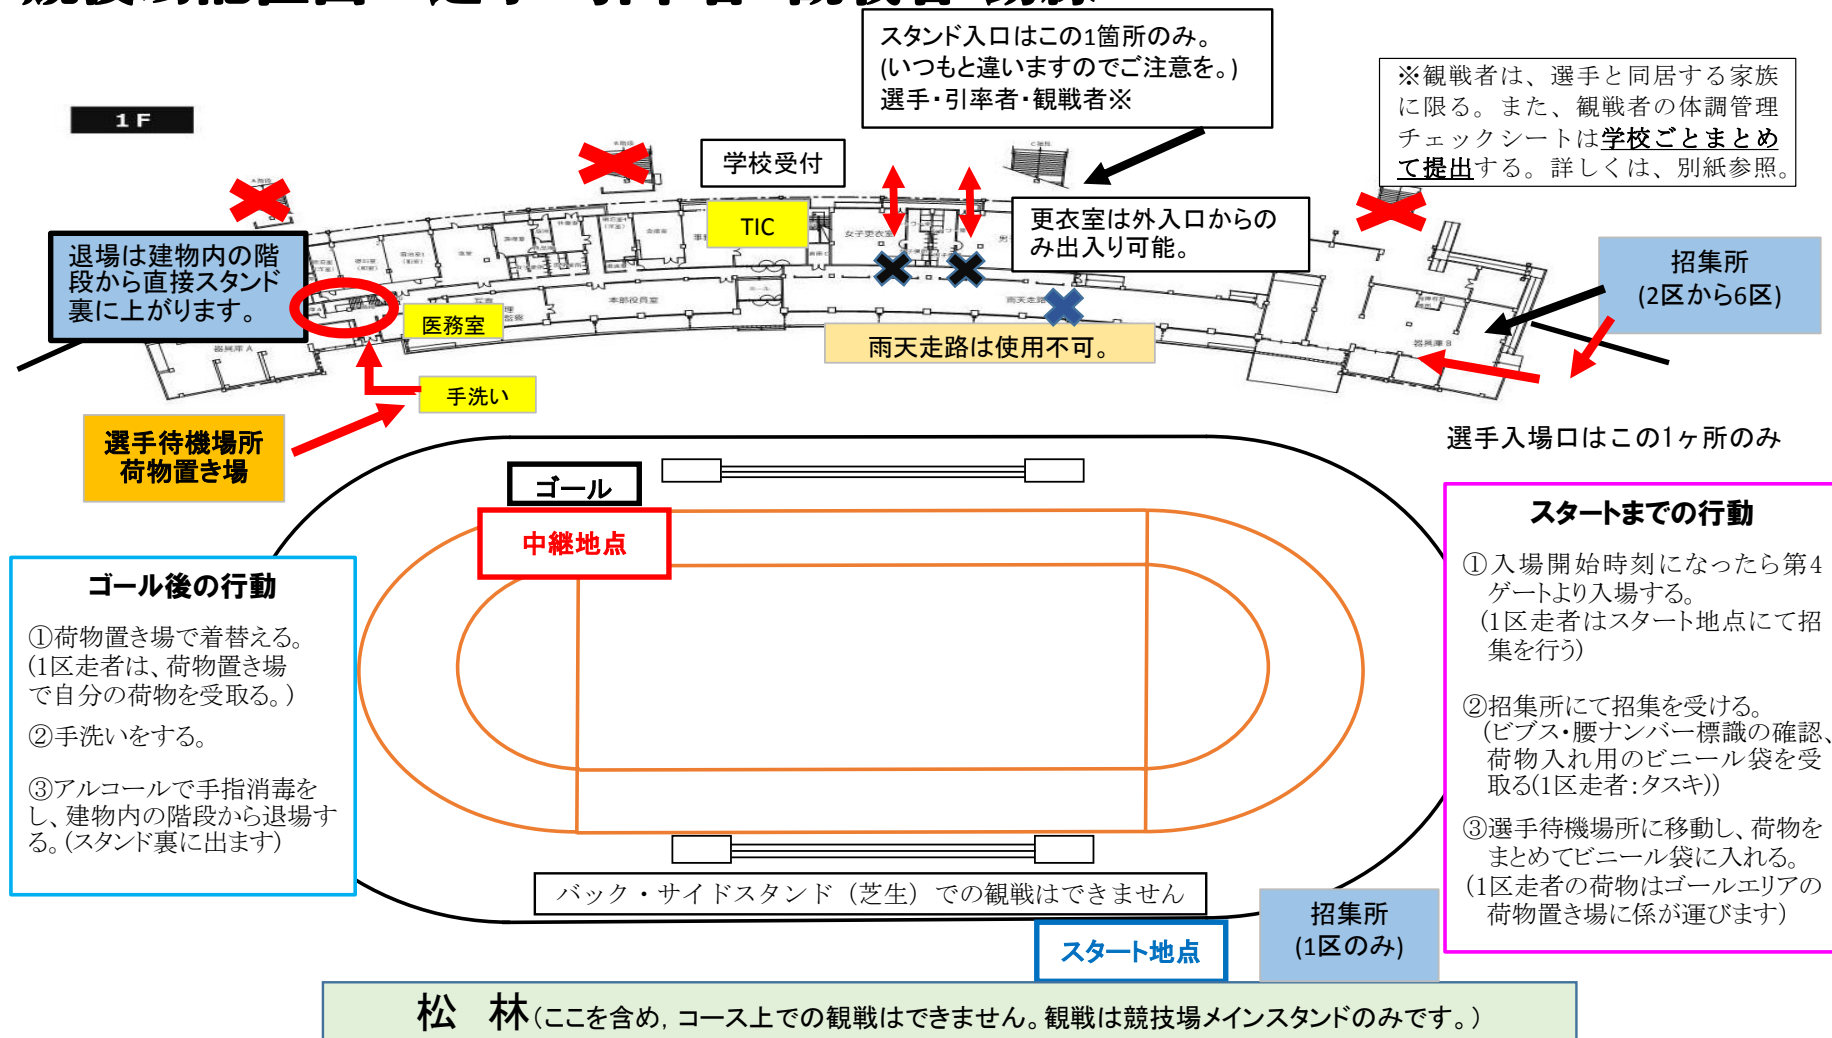 スタンド入口はこの1箇所のみ。
(いつもと違いますのでご注意を。)
選手・引率者・観戦者※
※観戦者は、選手と同居する家族
に限る。また、観戦者の体調管理
チェックシートは学校ごとまとめ
て提出する。詳しくは、別紙参照。
1F
学校受付
TIC
女子更衣室
更衣室は外入口からの
み出入り可能。
退場は建物内の階
段から直接スタンド
裏に上がります。
招集所
(2区から6区)
医務室
本部役員室
雨天走路
雨天走路は使用不可。
器具庫A
器具庫B
手洗い
選手待機場所
荷物置き場
選手入場口はこの1ヶ所のみ
ゴール
中継地点
ゴール後の行動
①荷物置き場で着替える。
(1区走者は、荷物置き場
で自分の荷物を受取る。)
②手洗いをする。
③アルコールで手指消毒を
し、建物内の階段から退場す
る。(スタンド裏に出ます)
スタートまでの行動
①入場開始時刻になったら第4
ゲートより入場する。
(1区走者はスタート地点にて招
集を行う)
②招集所にて招集を受ける。
(ビブス・腰ナンバー標識の確認、
荷物入れ用のビニール袋を受
取る(1区走者:タスキ))
③選手待機場所に移動し、荷物を
まとめてビニール袋に入れる。
(1区走者の荷物はゴールエリアの
荷物置き場に係が運びます)
バック・サイドスタンド（芝生）での観戦はできません
招集所
(1区のみ)
スタート地点
松　林(ここを含め，コース上での観戦はできません。観戦は競技場メインスタンドのみです。)